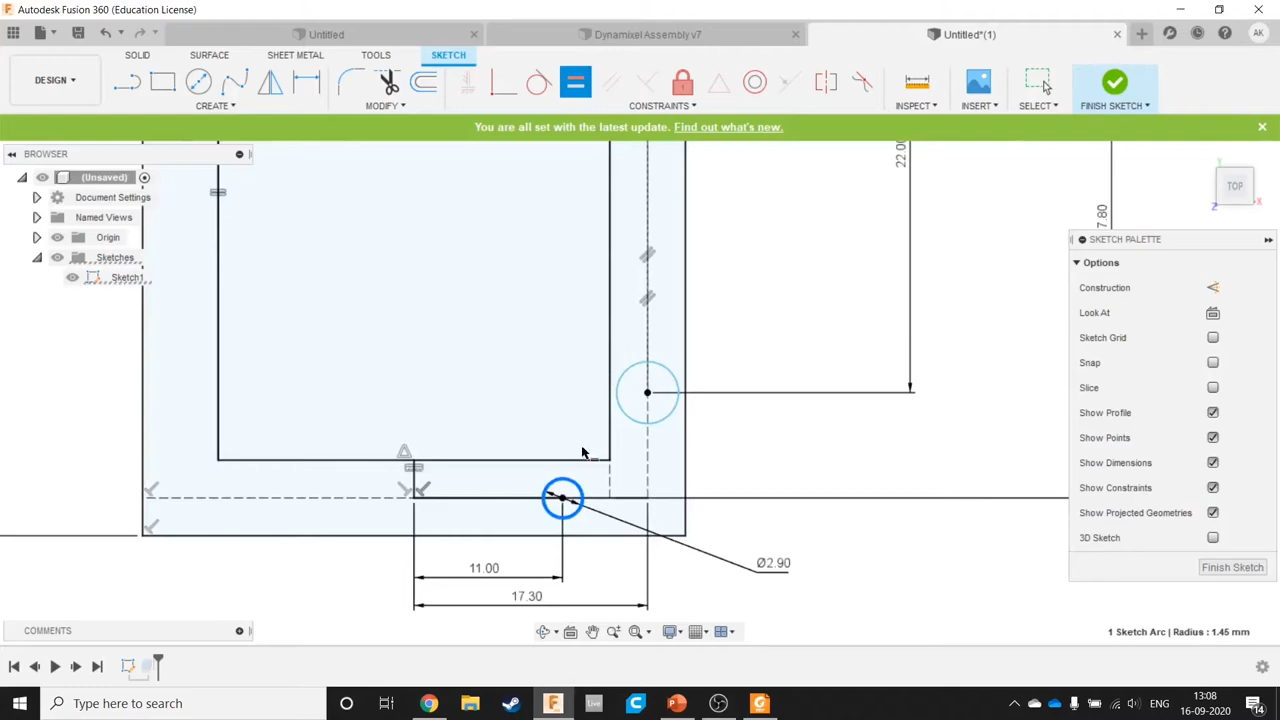 Autodesk Fusion 360 (Education License)
Untitled
Dynamixel Assembly v7
Untitled*(1)
AK
DESIGN
SOLID
SURFACE
SHEET METAL
TOOLS
SKETCH
CREATE
MODIFY
CONSTRAINTS
INSPECT
INSERT
SELECT
FINISH SKETCH
You are all set with the latest update. Find out what's new.
BROWSER
(Unsaved)
Document Settings
Named Views
Origin
Sketches
Sketch1
22.00
7.80
TOP
Y
Z
X
SKETCH PALETTE
Options
Construction
Look At
Sketch Grid
Snap
Slice
Show Profile
Show Points
Show Dimensions
Show Constraints
Show Projected Geometries
3D Sketch
Finish Sketch
Ø2.90
11.00
17.30
COMMENTS
1 Sketch Arc | Radius : 1.45 mm
Type here to search
Live
ENG
13:08
16-09-2020